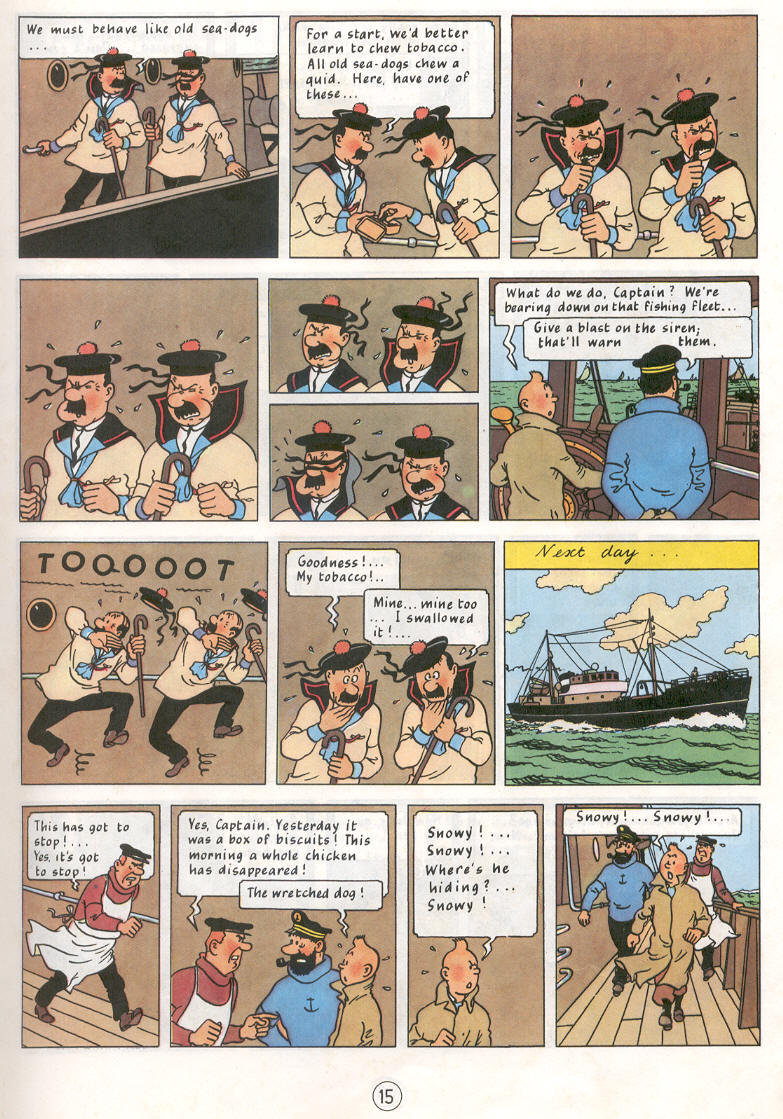 We must behave like old sea-dogs
...
For a start, we'd better
learn to chew tobacco.
All old sea-dogs chew a
quid. Here, have one of
these...
What do we do, Captain? We're
bearing down on that fishing fleet...
Give a blast on the siren;
that'll warn them.
TOOOOOT
Goodness!...
My tobacco!..
Mine... mine too
... I swallowed
it!...
Next day ...
This has got to
stop!...
Yes, it's got
to stop!
Yes, Captain. Yesterday it
was a box of biscuits! This
morning a whole chicken
has disappeared!
The wretched dog!
Snowy!...
Snowy!...
Where's he
hiding?...
Snowy!
Snowy!... Snowy!...
15